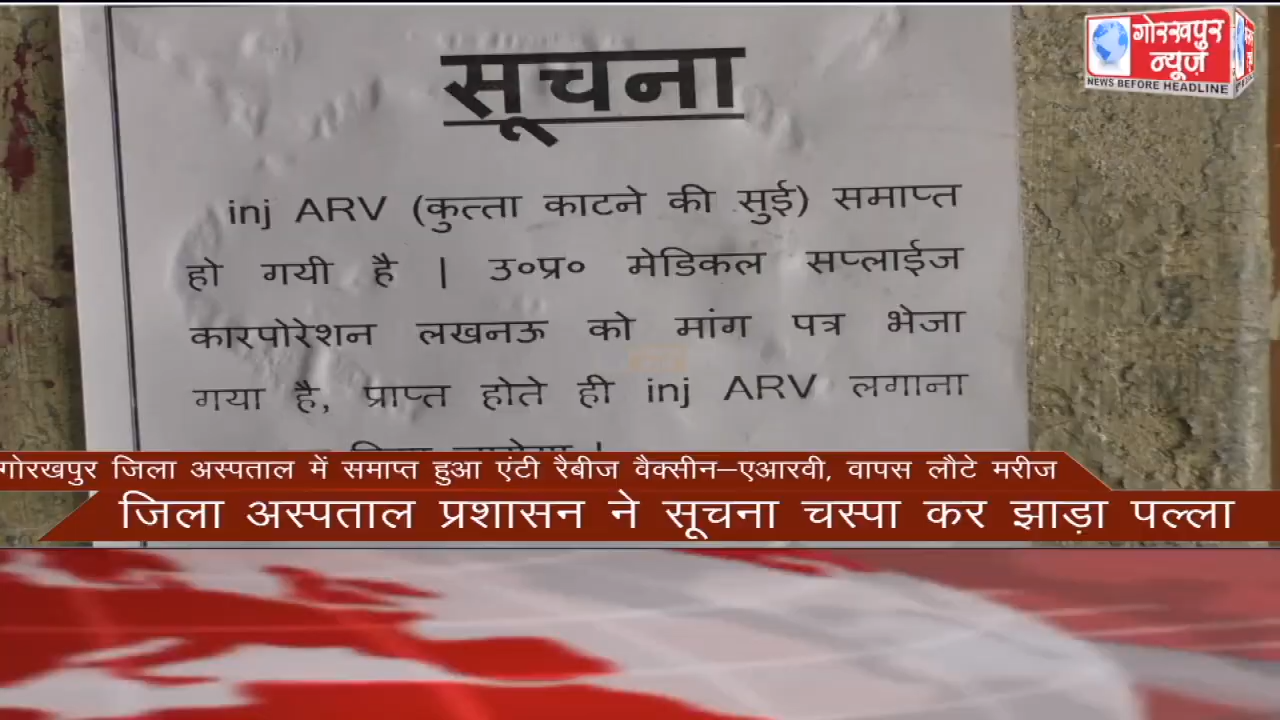 गोरखपुर
न्यूज़
NEWS BEFORE HEADLINE
सूचना
inj ARV (कुत्ता काटने की सुई) समाप्त
हो गयी है | उ०प्र० मेडिकल सप्लाईज
कारपोरेशन लखनऊ को मांग पत्र भेजा
गया है, प्राप्त होते ही inj ARV लगाना
गोरखपुर जिला अस्पताल में समाप्त हुआ एंटी रैबीज वैक्सीन–एआरवी, वापस लौटे मरीज
जिला अस्पताल प्रशासन ने सूचना चस्पा कर झाड़ा पल्ला